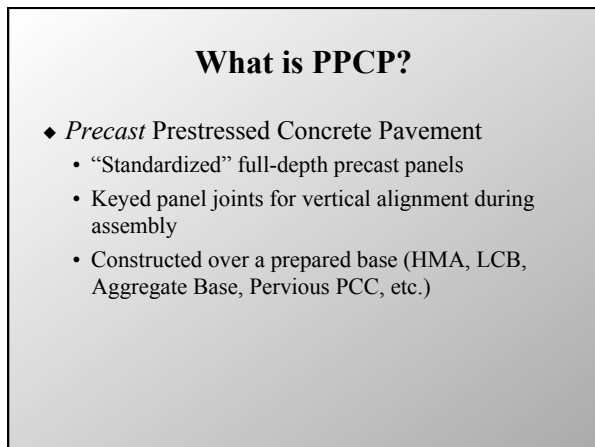 What is PPCP?
◆ Precast Prestressed Concrete Pavement
• “Standardized” full-depth precast panels
• Keyed panel joints for vertical alignment during
assembly
• Constructed over a prepared base (HMA, LCB,
Aggregate Base, Pervious PCC, etc.)